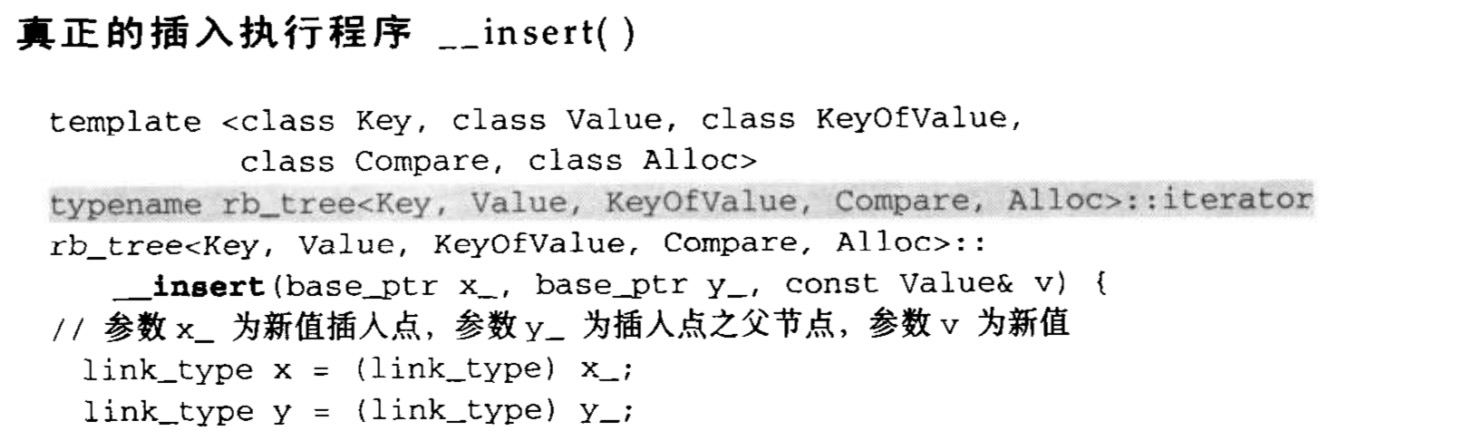 真正的插入执行程序 __insert( )
template <class Key, class Value, class KeyOfValue,
class Compare, class Alloc>
typename rb_tree<Key, Value, KeyOfValue, Compare, Alloc>::iterator
rb_tree<Key, Value, KeyOfValue, Compare, Alloc>::
__insert(base_ptr x_, base_ptr y_, const Value& v) {
// 参数 x_ 为新值插入点，参数 y_ 为插入点之父节点，参数 v 为新值
link_type x = (link_type) x_;
link_type y = (link_type) y_;